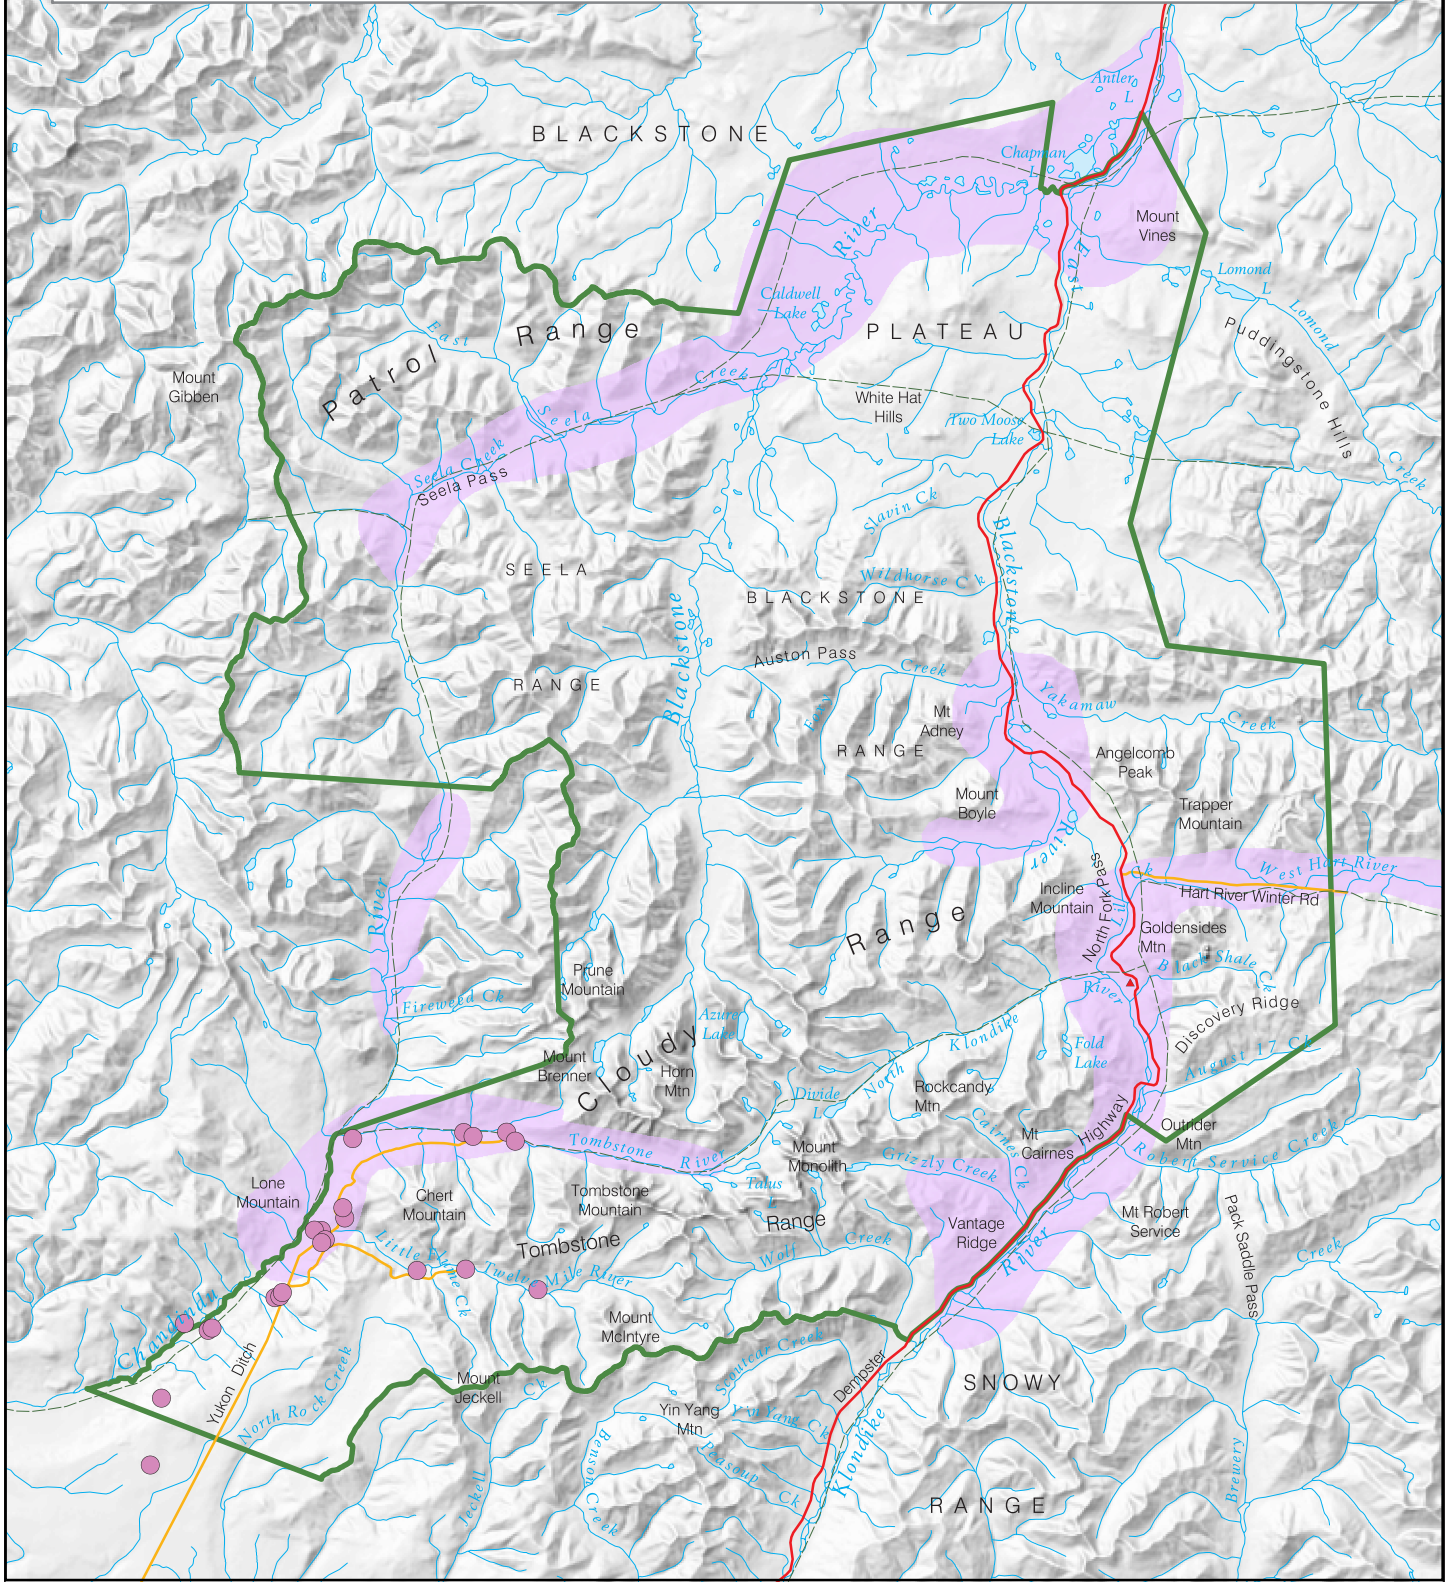 Antler
L
BLACKSTONE
Chapman
L
Mount
Vines
River
East
Lomond
L
Lomond
Caldwell
Lake
East
Patrol Range
PLATEAU
Puddingstone Hills
Mount
Gibben
Creek
Seela
White Hat
Hills
Two Moose
Lake
Seela Creek
Seela Pass
Creek
Slavin Ck
Blackstone
SEELA
Wildhorse Ck
BLACKSTONE
Blackstone
Auston Pass
Creek
RANGE
Yakamaw
Creek
Mt
Adney
RANGE
Angelcomb
Peak
Mount
Boyle
Trapper
Mountain
River
West Hart River
Ck
Hart River Winter Rd
Incline
Mountain
North Fork Pass
River
Range
Goldensides
Mtn
Black Shale Ck
Prune
Mountain
River
Fireweed Ck
Discovery Ridge
Azure
Lake
Klondike
Fold
Lake
August 17 Ck
Mount
Brenner
Cloudy
Horn
Mtn
North
Rockcandy
Mtn
Divide
L
Highway
Cairnes Ck
Outrider
Mtn
Mt
Cairnes
Robert Service Creek
Tombstone River
Mount
Monolith
Grizzly Creek
Talus
L
Lone
Mountain
Chert
Mountain
Tombstone
Mountain
Range
Mt Robert
Service
Pack Saddle Pass
Vantage
Ridge
Tombstone
Wolf Creek
River
Creek
Little Twelve Mile River
Ck
Chandindu
Mount
McIntyre
Yukon Ditch
Scoutcar Creek
North Rock Creek
Dempster
Mount
Jeckell
Ck
SNOWY
Yin Yang
Mtn
Yin Yang Ck
Klondike
Benson Creek
Peasoup Ck
Jeckell
Brewery
RANGE